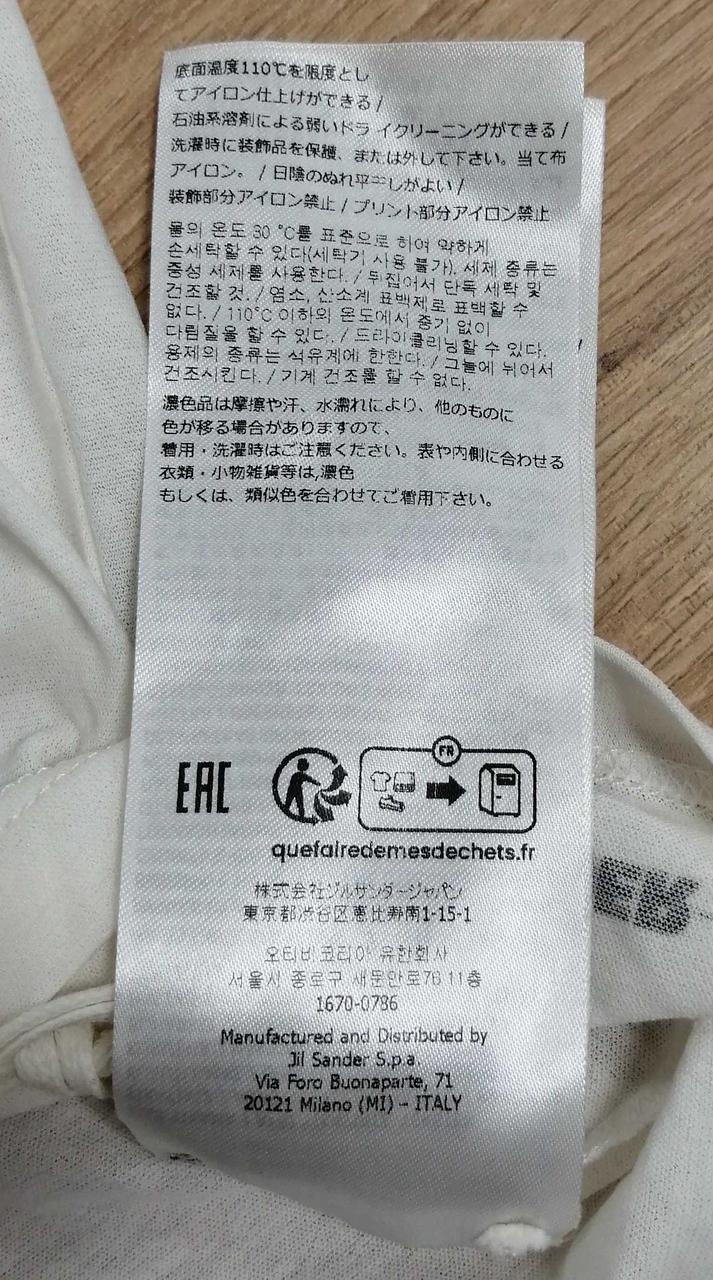 底面温度110℃を限度とし
てアイロン仕上げができる /
石油系溶剤による弱いドラ イクリーニングができる /
洗濯時に装飾品を保護、または外して下さい。当て布
アイロン。 / 日陰のぬれ平干しがよい /
装飾部分アイロン禁止 / プリント部分アイロン禁止
물의 온도 30 °C를 표준으로 하여 약하게
손세탁할 수 있다(세탁기 사용 불가). 세제 종류는
중성 세제를 사용한다. / 뒤집어서 단독 세탁 및
건조할 것. / 염소, 산소계 표백제로 표백할 수
없다. / 110°C 이하의 온도에서 증기 없이
다림질을 할 수 있다. / 드라이클리닝할 수 있다.
용제의 종류는 석유계에 한한다. / 그늘에 뉘어서
건조시킨다. / 기계 건조를 할 수 없다.
濃色品は摩擦や汗、水濡れにより、他のものに
色が移る場合がありますので、
着用・洗濯時はご注意ください。表や内側に合わせる
衣類・小物雑貨等は,濃色
もしくは、類似色を合わせてご着用下さい。
EAC
FR
quefairedemesdechets.fr
株式会社ジルサンダージャパン
東京都渋谷区恵比寿南1-15-1
오티비코리아 유한회사
서울시 종로구 새문안로76 11층
1670-0786
Manufactured and Distributed by
Jil Sander S.p.a.
Via Foro Buonaparte, 71
20121 Milano (MI) - ITALY